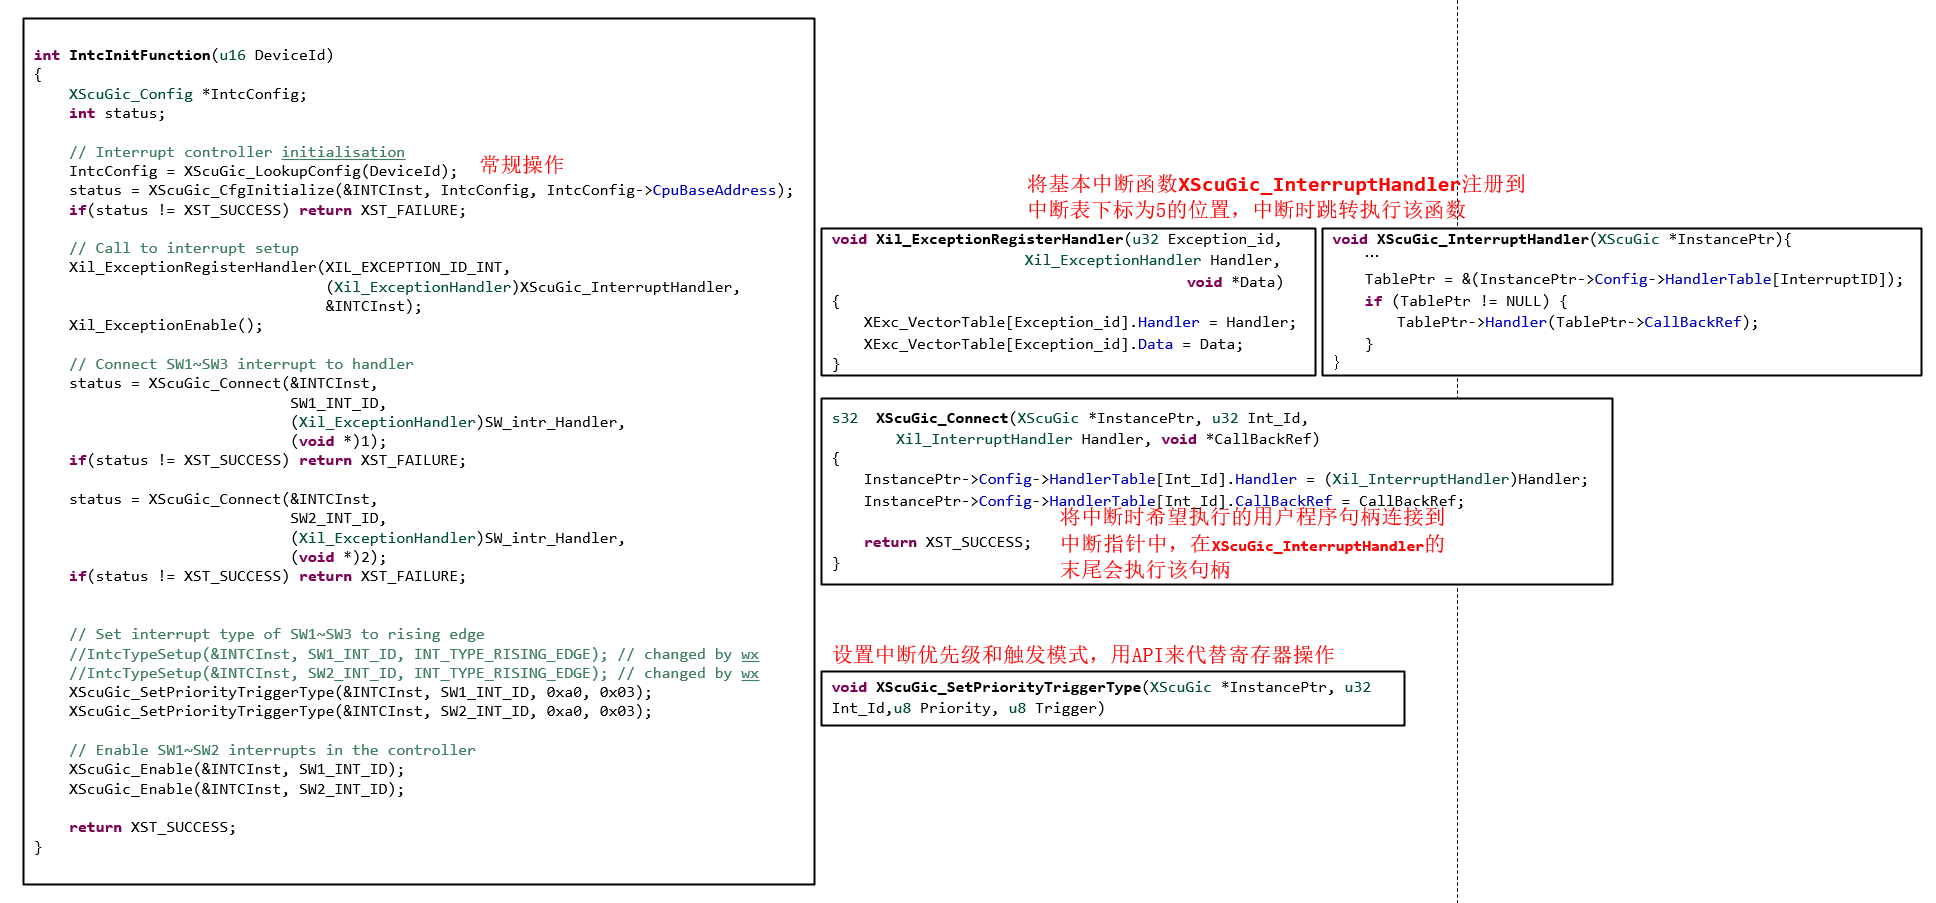 int IntcInitFunction(u16 DeviceId)
{
    XScuGic_Config *IntcConfig;
    int status;

    // Interrupt controller initialisation
    IntcConfig = XScuGic_LookupConfig(DeviceId);
常规操作
    status = XScuGic_CfgInitialize(&INTCInst, IntcConfig, IntcConfig->CpuBaseAddress);
    if(status != XST_SUCCESS) return XST_FAILURE;

    // Call to interrupt setup
    Xil_ExceptionRegisterHandler(XIL_EXCEPTION_ID_INT,
                                 (Xil_ExceptionHandler)XScuGic_InterruptHandler,
                                 &INTCInst);
    Xil_ExceptionEnable();

    // Connect SW1~SW3 interrupt to handler
    status = XScuGic_Connect(&INTCInst,
                             SW1_INT_ID,
                             (Xil_ExceptionHandler)SW_intr_Handler,
                             (void *)1);
    if(status != XST_SUCCESS) return XST_FAILURE;

    status = XScuGic_Connect(&INTCInst,
                             SW2_INT_ID,
                             (Xil_ExceptionHandler)SW_intr_Handler,
                             (void *)2);
    if(status != XST_SUCCESS) return XST_FAILURE;

    // Set interrupt type of SW1~SW3 to rising edge
    //IntcTypeSetup(&INTCInst, SW1_INT_ID, INT_TYPE_RISING_EDGE); // changed by wx
    //IntcTypeSetup(&INTCInst, SW2_INT_ID, INT_TYPE_RISING_EDGE); // changed by wx
    XScuGic_SetPriorityTriggerType(&INTCInst, SW1_INT_ID, 0xa0, 0x03);
    XScuGic_SetPriorityTriggerType(&INTCInst, SW2_INT_ID, 0xa0, 0x03);

    // Enable SW1~SW2 interrupts in the controller
    XScuGic_Enable(&INTCInst, SW1_INT_ID);
    XScuGic_Enable(&INTCInst, SW2_INT_ID);

    return XST_SUCCESS;
}
将基本中断函数XScuGic_InterruptHandler注册到
中断表下标为5的位置，中断时跳转执行该函数
void Xil_ExceptionRegisterHandler(u32 Exception_id,
                      Xil_ExceptionHandler Handler,
                      void *Data)
{
    XExc_VectorTable[Exception_id].Handler = Handler;
    XExc_VectorTable[Exception_id].Data = Data;
}
void XScuGic_InterruptHandler(XScuGic *InstancePtr){
    …
    TablePtr = &(InstancePtr->Config->HandlerTable[InterruptID]);
    if (TablePtr != NULL) {
        TablePtr->Handler(TablePtr->CallBackRef);
    }
}
s32  XScuGic_Connect(XScuGic *InstancePtr, u32 Int_Id,
        Xil_InterruptHandler Handler, void *CallBackRef)
{
    InstancePtr->Config->HandlerTable[Int_Id].Handler = (Xil_InterruptHandler)Handler;
    InstancePtr->Config->HandlerTable[Int_Id].CallBackRef = CallBackRef;

    return XST_SUCCESS;
}
将中断时希望执行的用户程序句柄连接到
中断指针中，在XScuGic_InterruptHandler的
末尾会执行该句柄
设置中断优先级和触发模式，用API来代替寄存器操作
void XScuGic_SetPriorityTriggerType(XScuGic *InstancePtr, u32
Int_Id,u8 Priority, u8 Trigger)